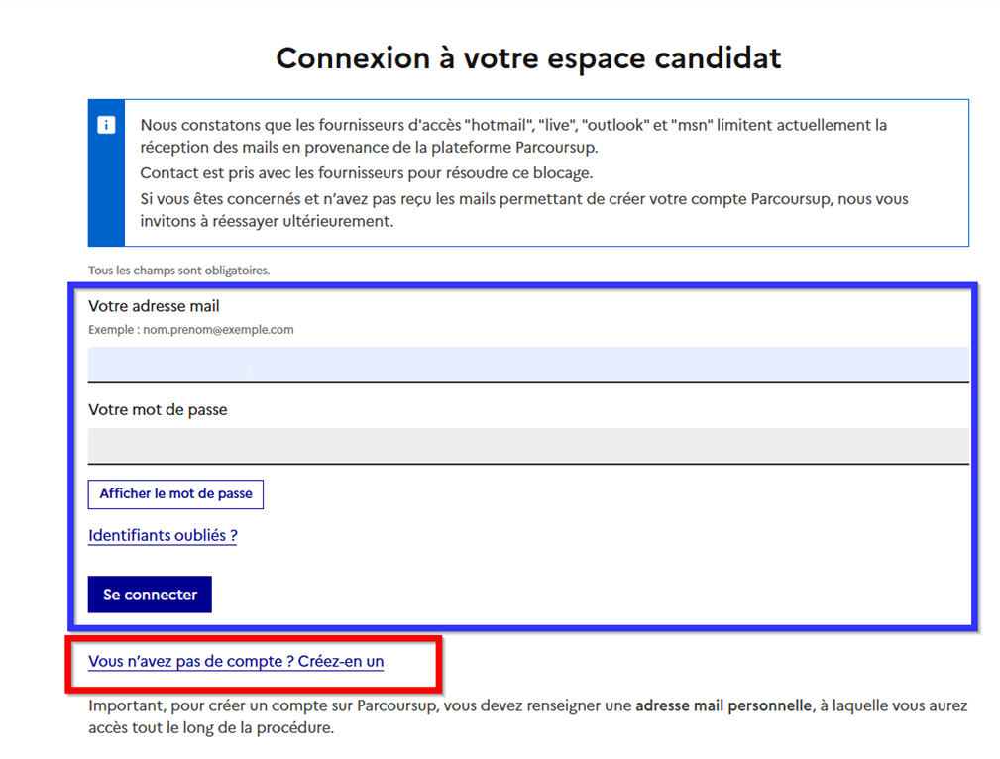 Connexion à votre espace candidat
Nous constatons que les fournisseurs d'accès "hotmail", "live", "outlook" et "msn" limitent actuellement la
réception des mails en provenance de la plateforme Parcoursup.
Contact est pris avec les fournisseurs pour résoudre ce blocage.
Si vous êtes concernés et n’avez pas reçu les mails permettant de créer votre compte Parcoursup, nous vous
invitons à réessayer ultérieurement.
Tous les champs sont obligatoires.
Votre adresse mail
Exemple : nom.prenom@exemple.com
Votre mot de passe
Afficher le mot de passe
Identifiants oubliés ?
Se connecter
Vous n’avez pas de compte ? Créez-en un
Important, pour créer un compte sur Parcoursup, vous devez renseigner une adresse mail personnelle, à laquelle vous aurez
accès tout le long de la procédure.